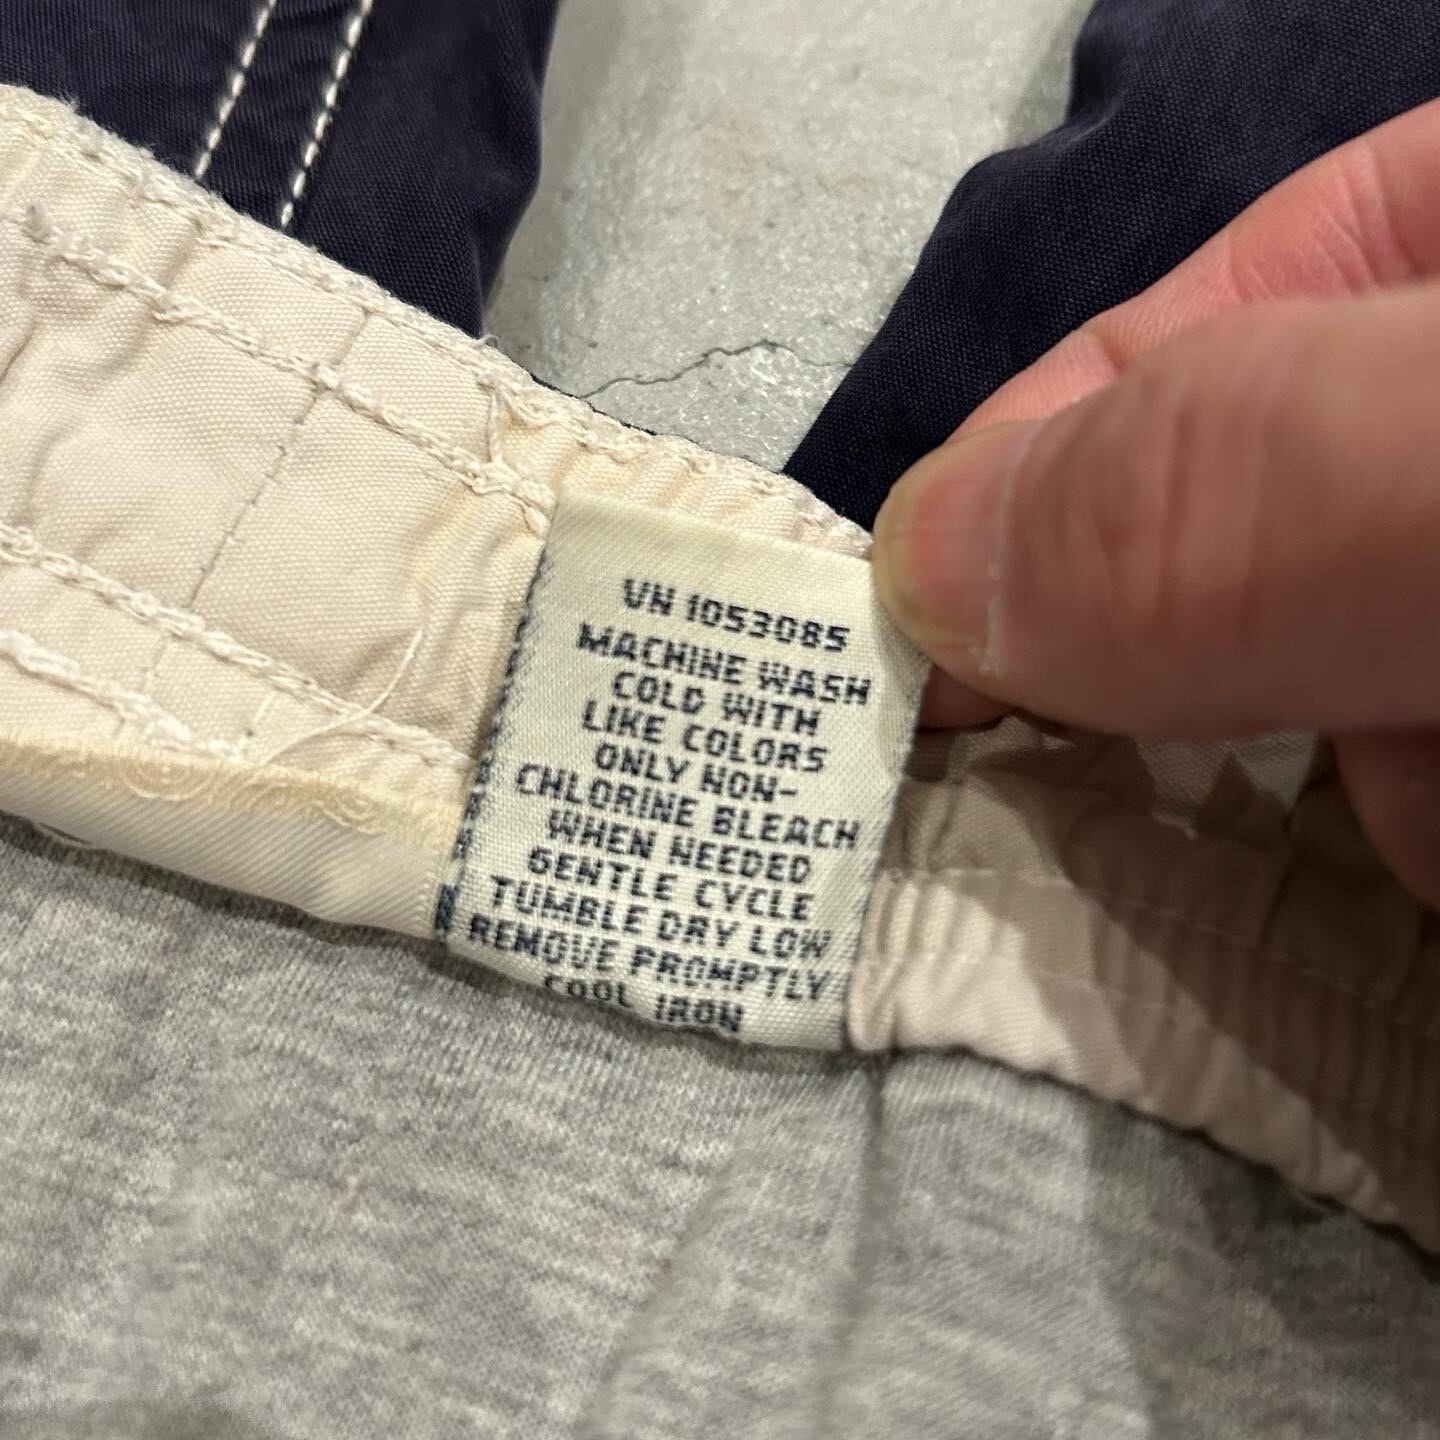 VN 1053085
MACHINE WASH
COLD WITH
LIKE COLORS
ONLY NON-
CHLORINE BLEACH
WHEN NEEDED
GENTLE CYCLE
TUMBLE DRY LOW
REMOVE PROMPTLY
COOL IRON